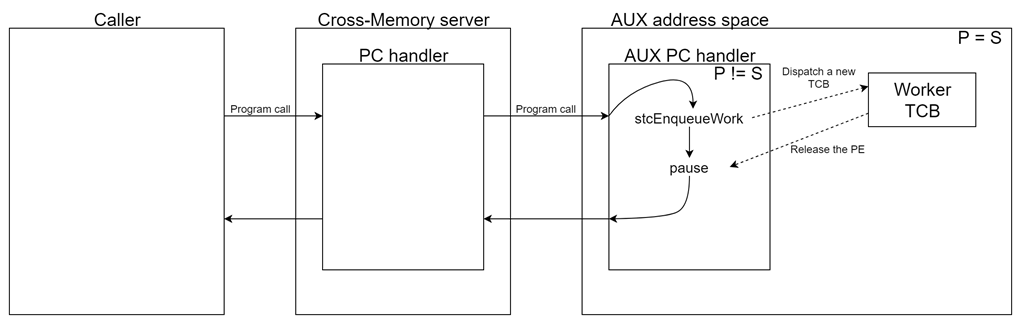 Caller
Cross-Memory server
AUX address space
P = S
PC handler
AUX PC handler
P != S
Program call
Program call
stcEnqueueWork
pause
Dispatch a new
TCB
Worker
TCB
Release the PE